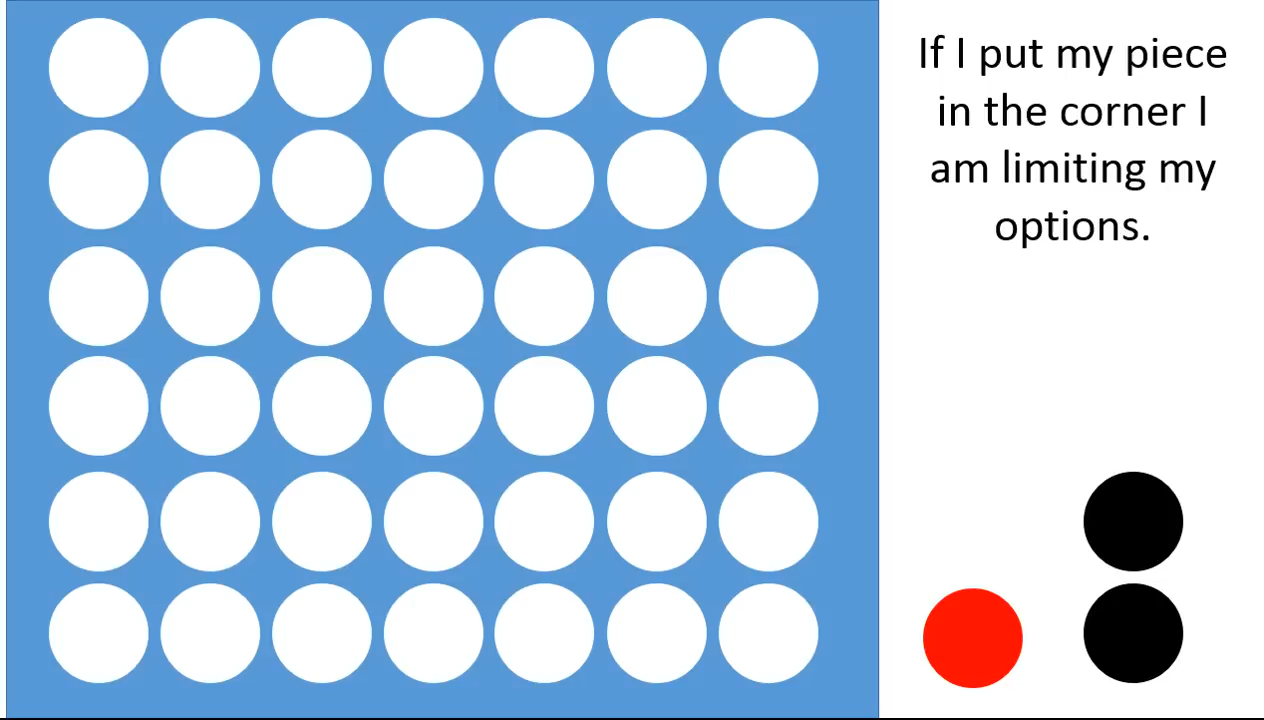 If I put my piece
in the corner I
am limiting my
options.